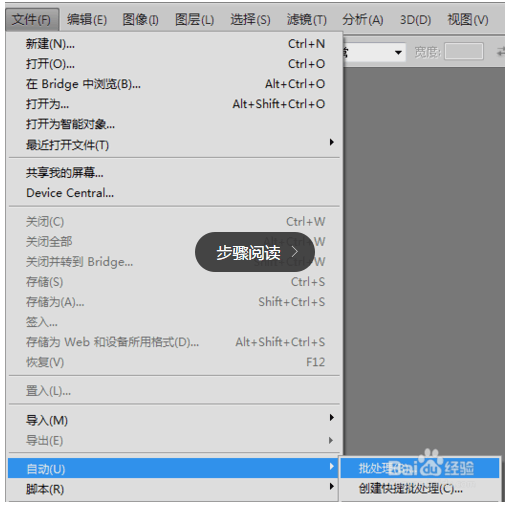 文件(F) 编辑(E) 图像(I) 图层(L) 选择(S) 滤镜(T) 分析(A) 3D(D) 视图(V)
新建(N)... Ctrl+N
常 宽度:
打开(O)... Ctrl+O
在 Bridge 中浏览(B)... Alt+Ctrl+O
打开为... Alt+Shift+Ctrl+O
打开为智能对象...
最近打开文件(T)
共享我的屏幕...
Device Central...
关闭(C) Ctrl+W
关闭全部 Ctrl+W
步骤阅读
关闭并转到 Bridge... +W
存储(S) Ctrl+S
存储为(A)... Shift+Ctrl+S
签入...
存储为 Web 和设备所用格式(D)... Alt+Shift+Ctrl+S
恢复(V) F12
置入(L)...
导入(M)
导出(E)
自动(U) 批处理
Bai 经验
脚本(R) 创建快捷批处理(C)...